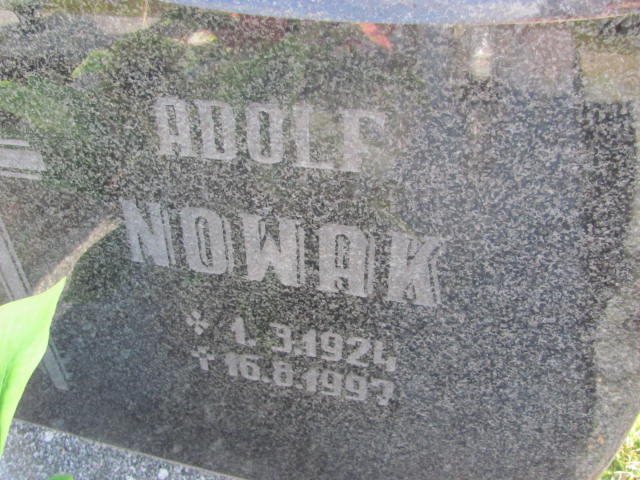 ADOLF
NOWAK
* 1. 3.1924
† 16.8.1997